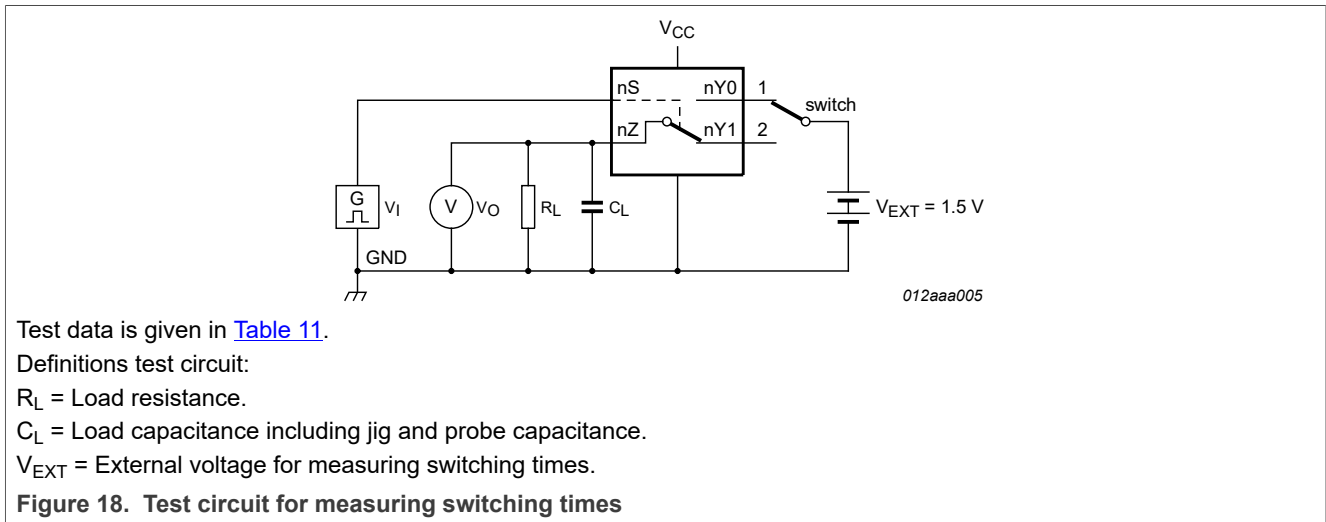 VCC
nS
nY0
1
switch
nZ
nY1
2
G
VI
V
VO
RL
CL
VEXT = 1.5 V
GND
012aaa005
Test data is given in Table 11.
Definitions test circuit:
RL = Load resistance.
CL = Load capacitance including jig and probe capacitance.
VEXT = External voltage for measuring switching times.
Figure 18. Test circuit for measuring switching times